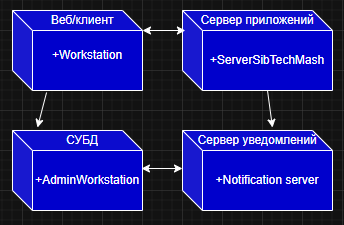 Веб/клиент
+Workstation
Сервер приложений
+ServerSibTechMash
СУБД
+AdminWorkstation
Сервер уведомлений
+Notification server